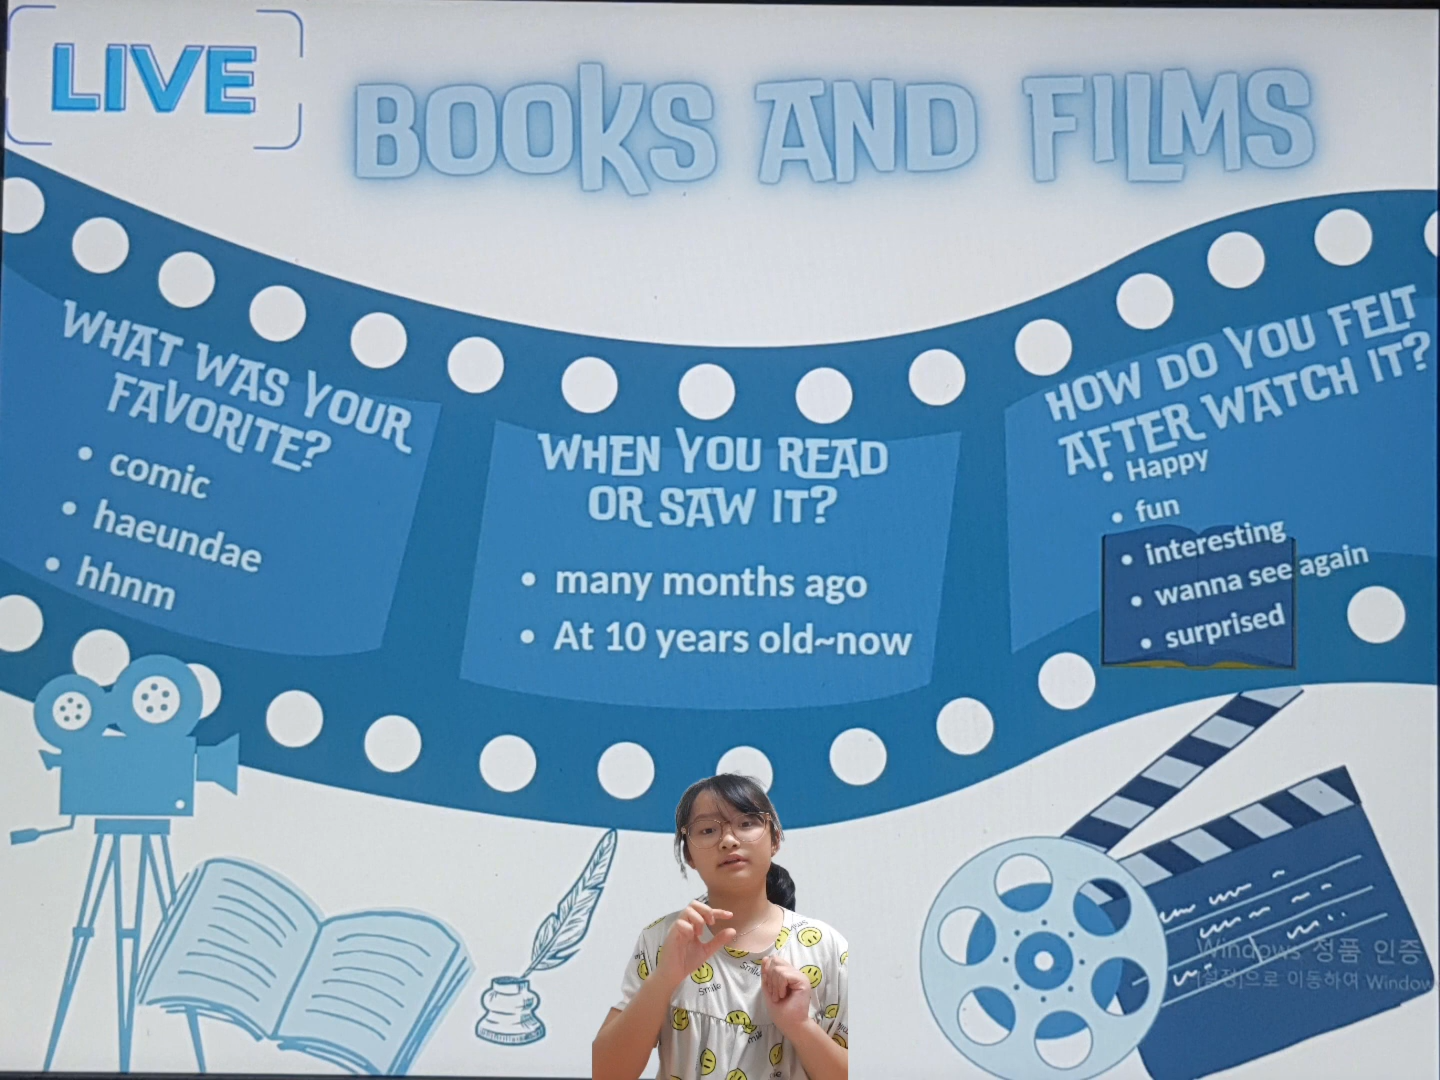 LIVE
BOOKS AND FILMS
WHAT WAS YOUR
FAVORITE?
• comic
• haeundae
• hhnm
WHEN YOU READ
OR SAW IT?
• many months ago
• At 10 years old~now
HOW DO YOU FELT
AFTER WATCH IT?
• Happy
• fun
• interesting
• wanna see again
• surprised
Smile
Smile
Windows 정품 인증
[설정]으로 이동하여 Window